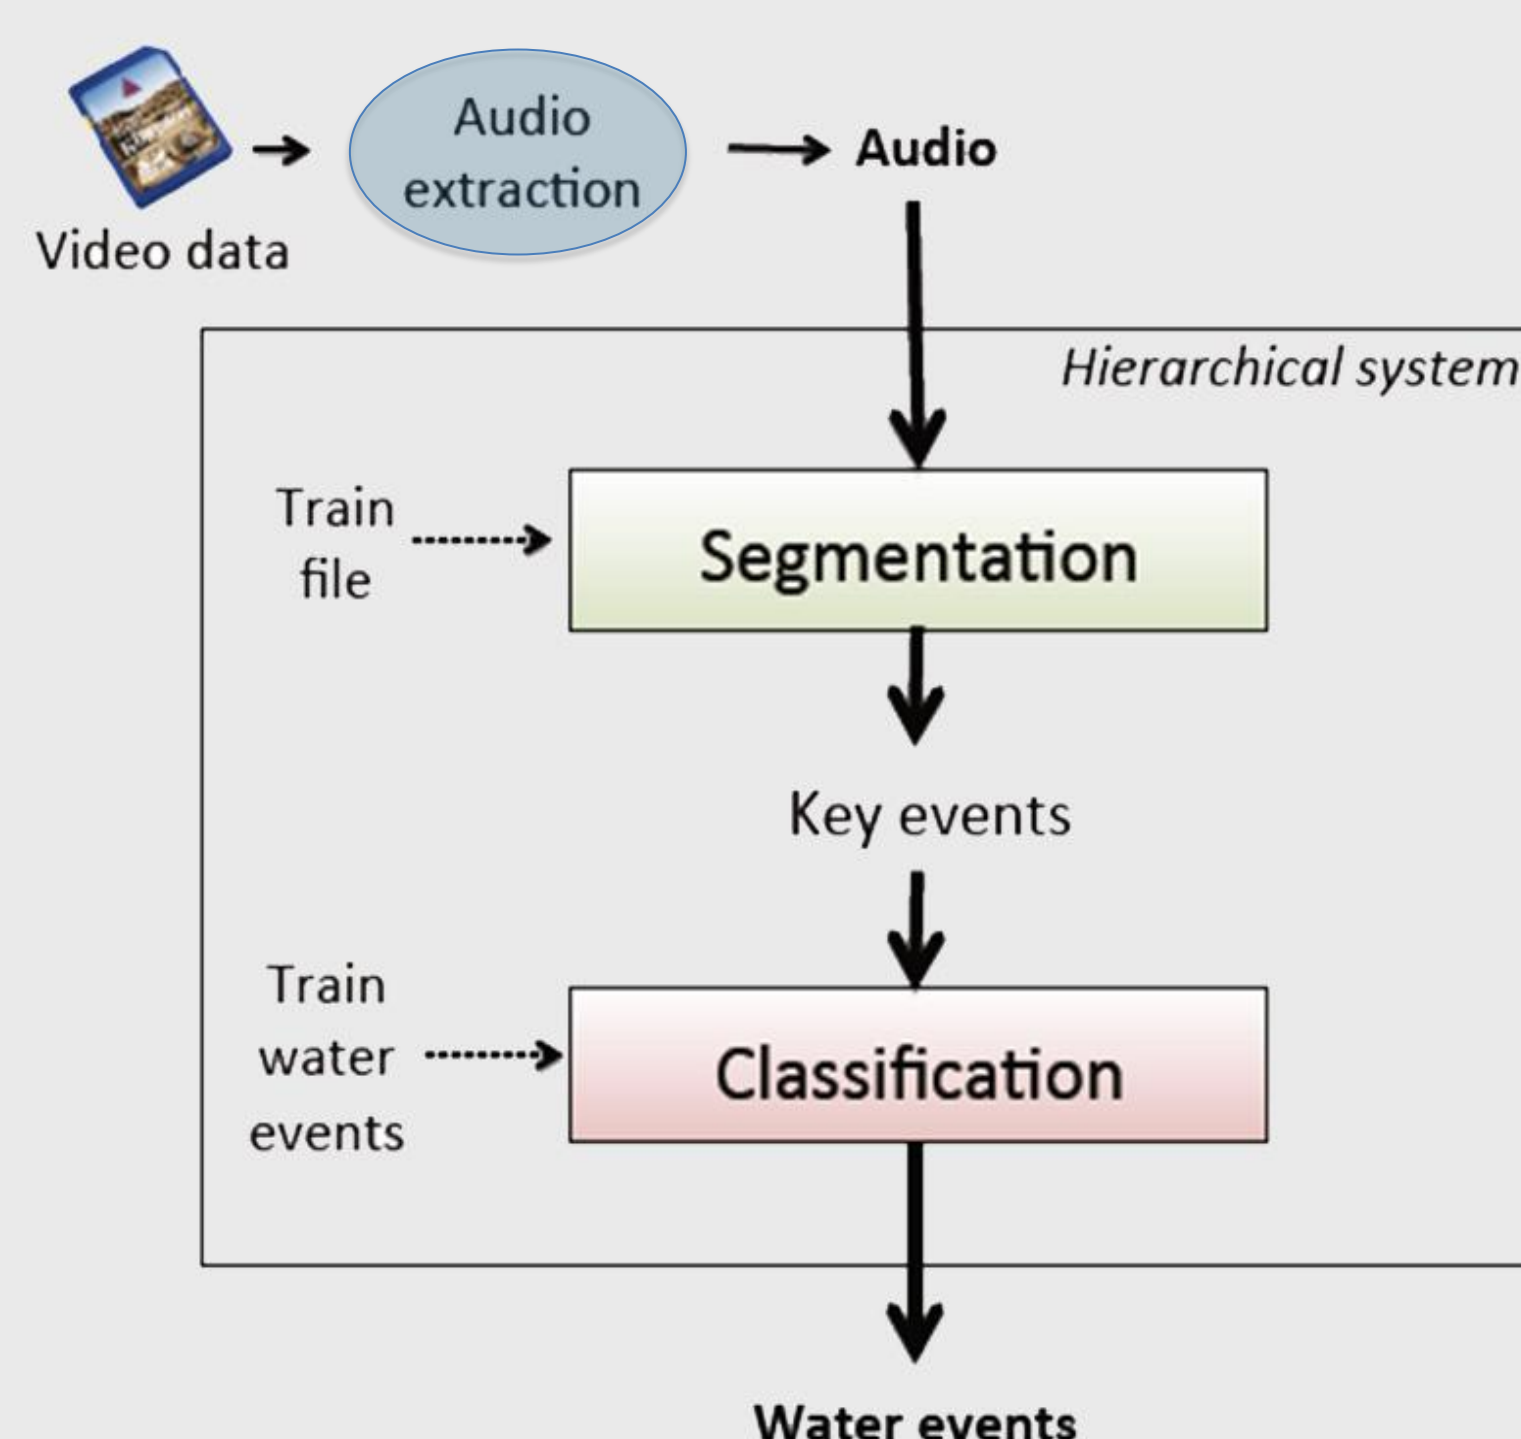 Audio
extraction
Audio
Video data
Hierarchical system
Train
file
Segmentation
Key events
Train
water
events
Classification
Water events